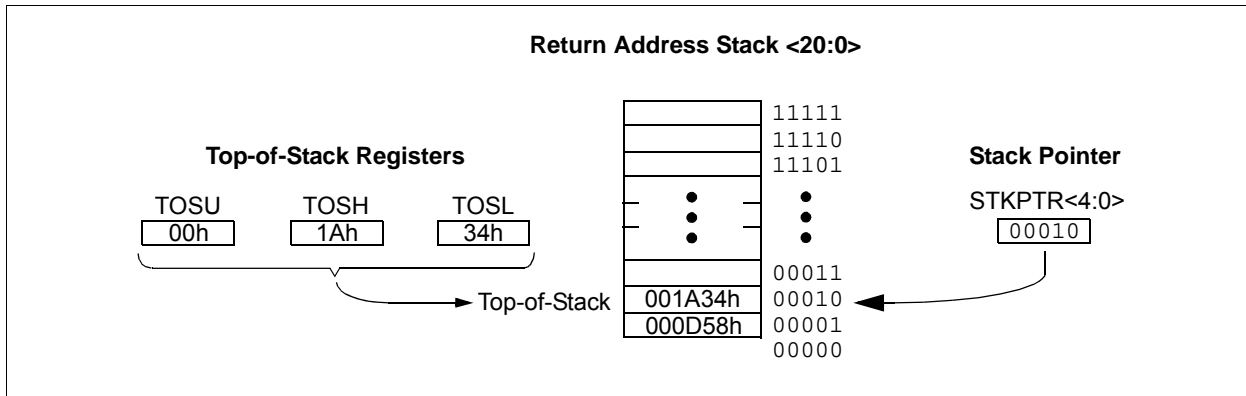 Return Address Stack <20:0>
Top-of-Stack Registers
TOSU TOSH TOSL
00h 1Ah 34h
Top-of-Stack
11111
11110
11101
00011
001A34h 00010
000D58h 00001
00000
Stack Pointer
STKPTR<4:0>
00010